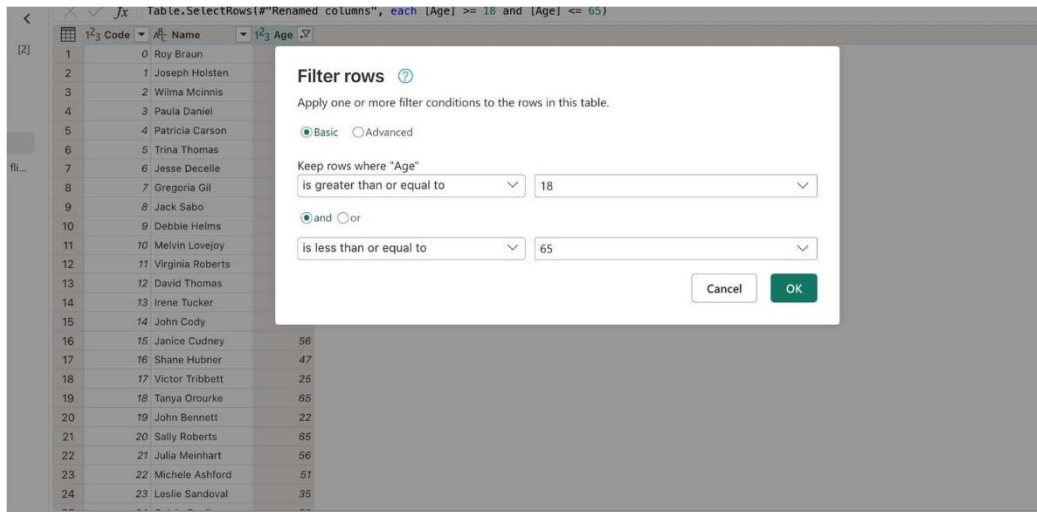 fx Table.SelectRows(#"Renamed columns", each [Age] >= 18 and [Age] <= 65)
[2]
fli...
1²3 Code ABC Name 1²3 Age
1 0 Roy Braun
2 1 Joseph Holsten
3 2 Wilma Mcinnis
4 3 Paula Daniel
5 4 Patricia Carson
6 5 Trina Thomas
7 6 Jesse Decelle
8 7 Gregoria Gil
9 8 Jack Sabo
10 9 Debbie Helms
11 10 Melvin Lovejoy
12 11 Virginia Roberts
13 12 David Thomas
14 13 Irene Tucker
15 14 John Cody
16 15 Janice Cudney 56
17 16 Shane Hubner 47
18 17 Victor Tribbett 25
19 18 Tanya Orourke 65
20 19 John Bennett 22
21 20 Sally Roberts 65
22 21 Julia Meinhart 56
23 22 Michele Ashford 51
24 23 Leslie Sandoval 35
Filter rows ?
Apply one or more filter conditions to the rows in this table.
Basic Advanced
Keep rows where "Age"
is greater than or equal to 18
and or
is less than or equal to 65
Cancel OK